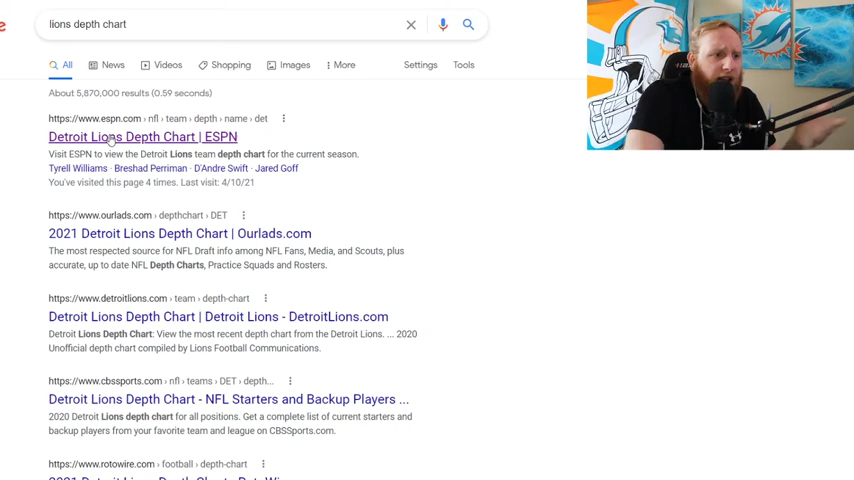 lions depth chart
All News Videos Shopping Images More Settings Tools
About 5,870,000 results (0.59 seconds)
https://www.espn.com › nfl › team › depth › name › det
Detroit Lions Depth Chart | ESPN
Visit ESPN to view the Detroit Lions team depth chart for the current season.
Tyrell Williams · Breshad Perriman · D'Andre Swift · Jared Goff
You've visited this page 4 times. Last visit: 4/10/21
https://www.ourlads.com › depthchart › DET
2021 Detroit Lions Depth Chart | Ourlads.com
The most respected source for NFL Draft info among NFL Fans, Media, and Scouts, plus
accurate, up to date NFL Depth Charts, Practice Squads and Rosters.
https://www.detroitlions.com › team › depth-chart
Detroit Lions Depth Chart | Detroit Lions - DetroitLions.com
Detroit Lions Depth Chart: View the most recent depth chart from the Detroit Lions. ... 2020
Unofficial depth chart compiled by Lions Football Communications.
https://www.cbssports.com › nfl › teams › DET › depth...
Detroit Lions Depth Chart - NFL Starters and Backup Players ...
2020 Detroit Lions depth chart for all positions. Get a complete list of current starters and
backup players from your favorite team and league on CBSSports.com.
https://www.rotowire.com › football › depth-chart
2021 Detroit Lions Depth Chart